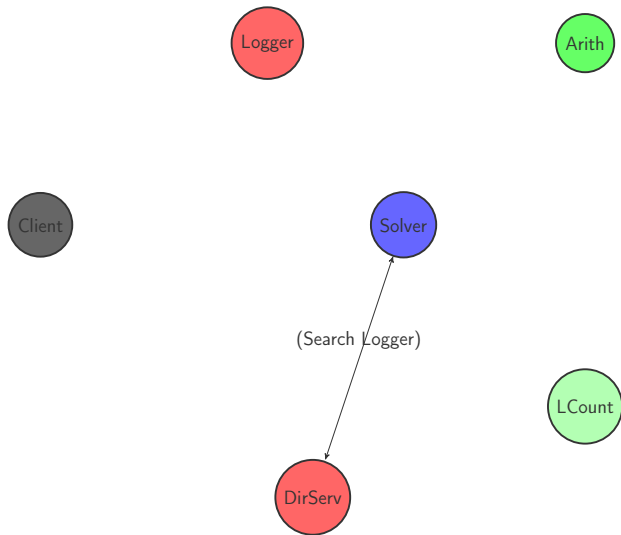 Logger
Arith
Client
Solver
(Search Logger)
LCount
DirServ